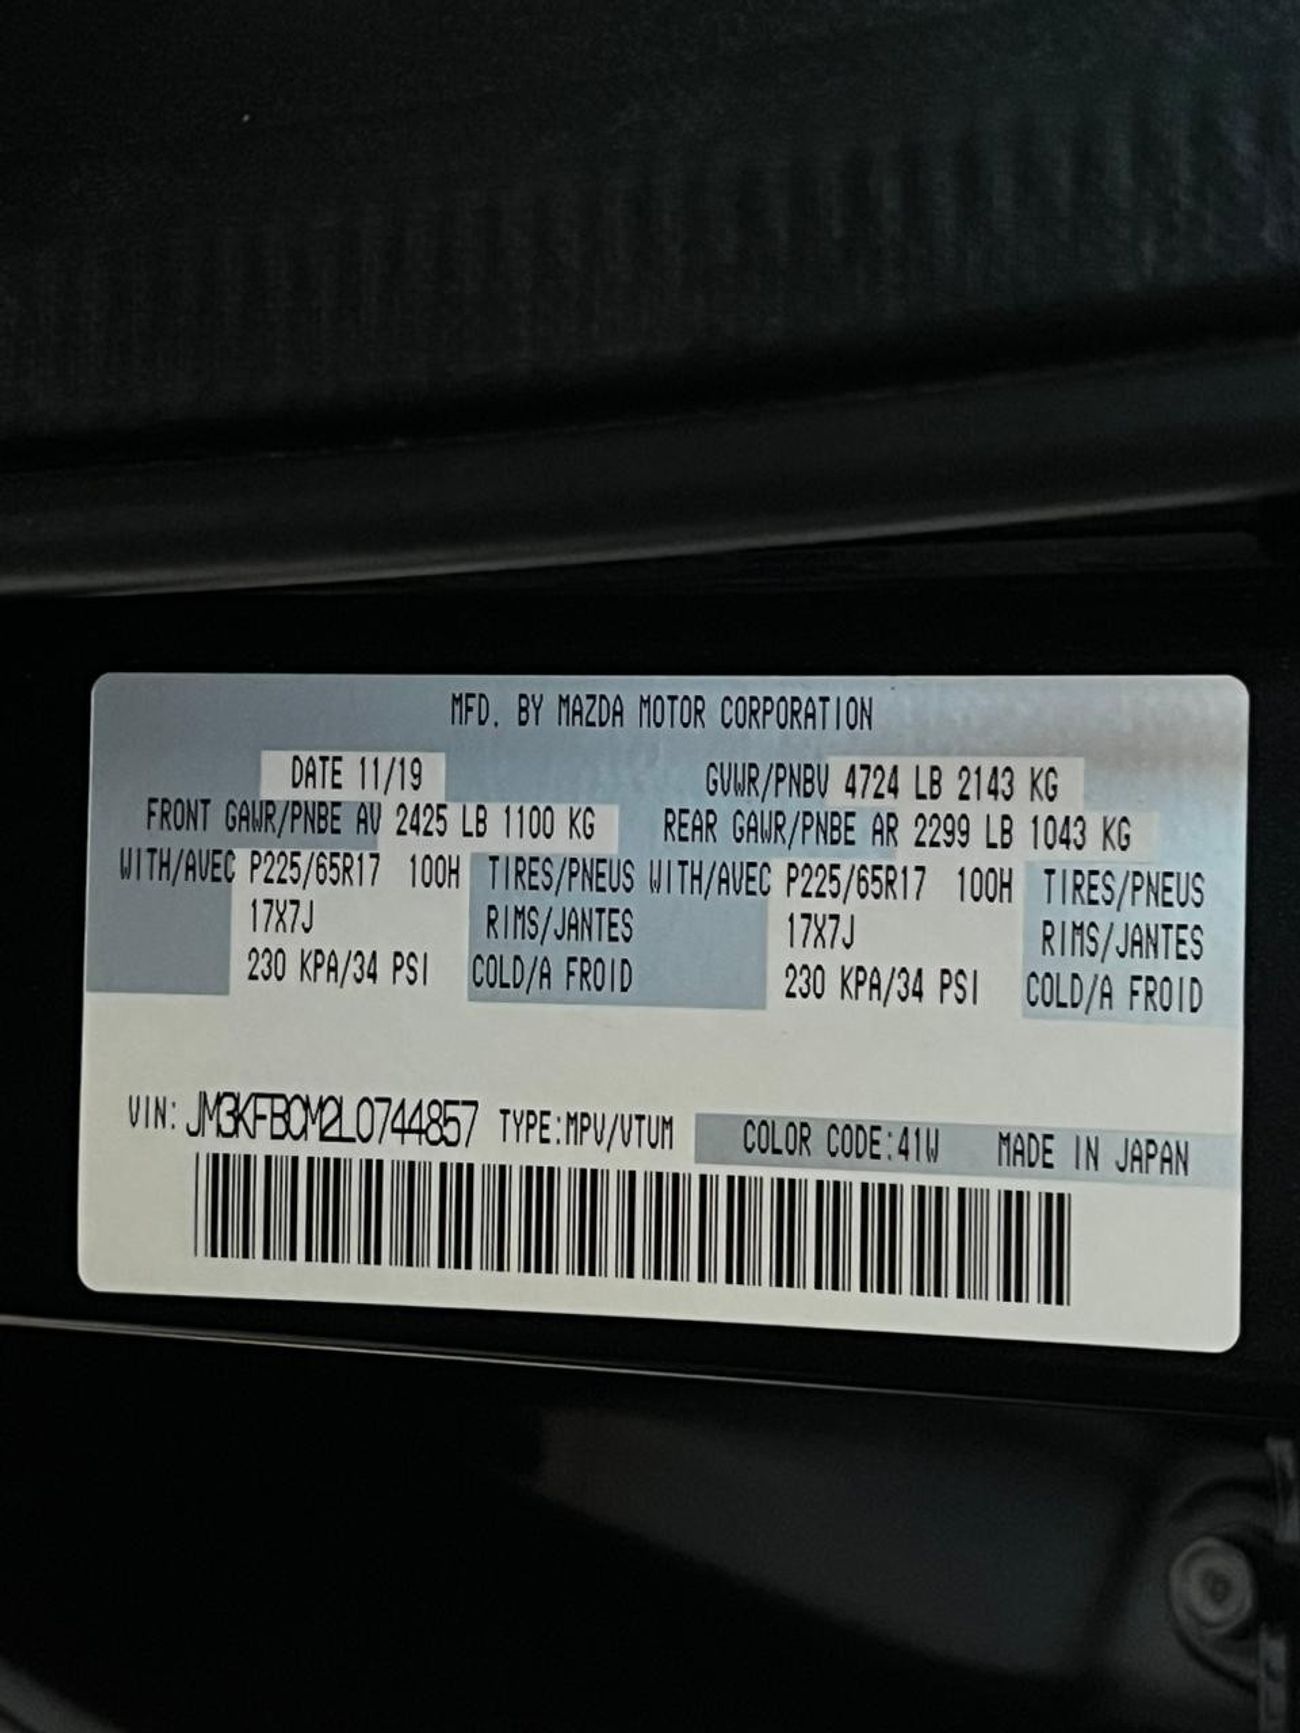 MFD. BY MAZDA MOTOR CORPORATION
DATE 11/19 GVWR/PNBV 4724 LB 2143 KG
FRONT GAWR/PNBE AV 2425 LB 1100 KG REAR GAWR/PNBE AR 2299 LB 1043 KG
WITH/AVEC P225/65R17 100H TIRES/PNEUS WITH/AVEC P225/65R17 100H TIRES/PNEUS
17X7J RIMS/JANTES 17X7J RIMS/JANTES
230 KPA/34 PSI COLD/A FROID 230 KPA/34 PSI COLD/A FROID
VIN: JM3KFBCM2L0744857 TYPE:MPV/VTUM COLOR CODE:41W MADE IN JAPAN